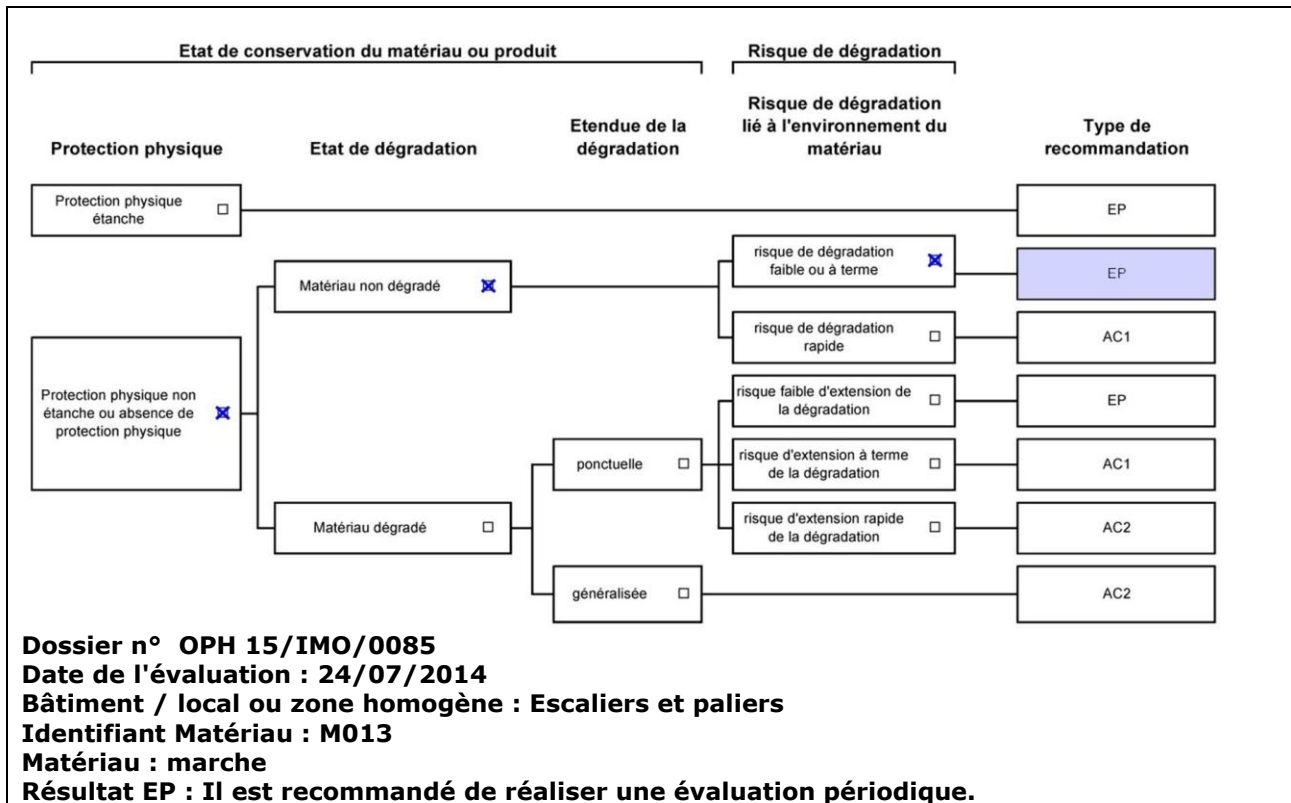 Etat de conservation du matériau ou produit
Risque de dégradation
Protection physique
Etat de dégradation
Etendue de la
dégradation
Risque de dégradation
lié à l'environnement du
matériau
Type de
recommandation
Protection physique
étanche
EP
risque de dégradation
faible ou à terme
EP
Matériau non dégradé
risque de dégradation
rapide
AC1
Protection physique non
étanche ou absence de
protection physique
risque faible d'extension de
la dégradation
EP
ponctuelle
risque d'extension à terme
de la dégradation
AC1
Matériau dégradé
risque d'extension rapide
de la dégradation
AC2
généralisée
AC2
Dossier n° OPH 15/IMO/0085
Date de l'évaluation : 24/07/2014
Bâtiment / local ou zone homogène : Escaliers et paliers
Identifiant Matériau : M013
Matériau : marche
Résultat EP : Il est recommandé de réaliser une évaluation périodique.